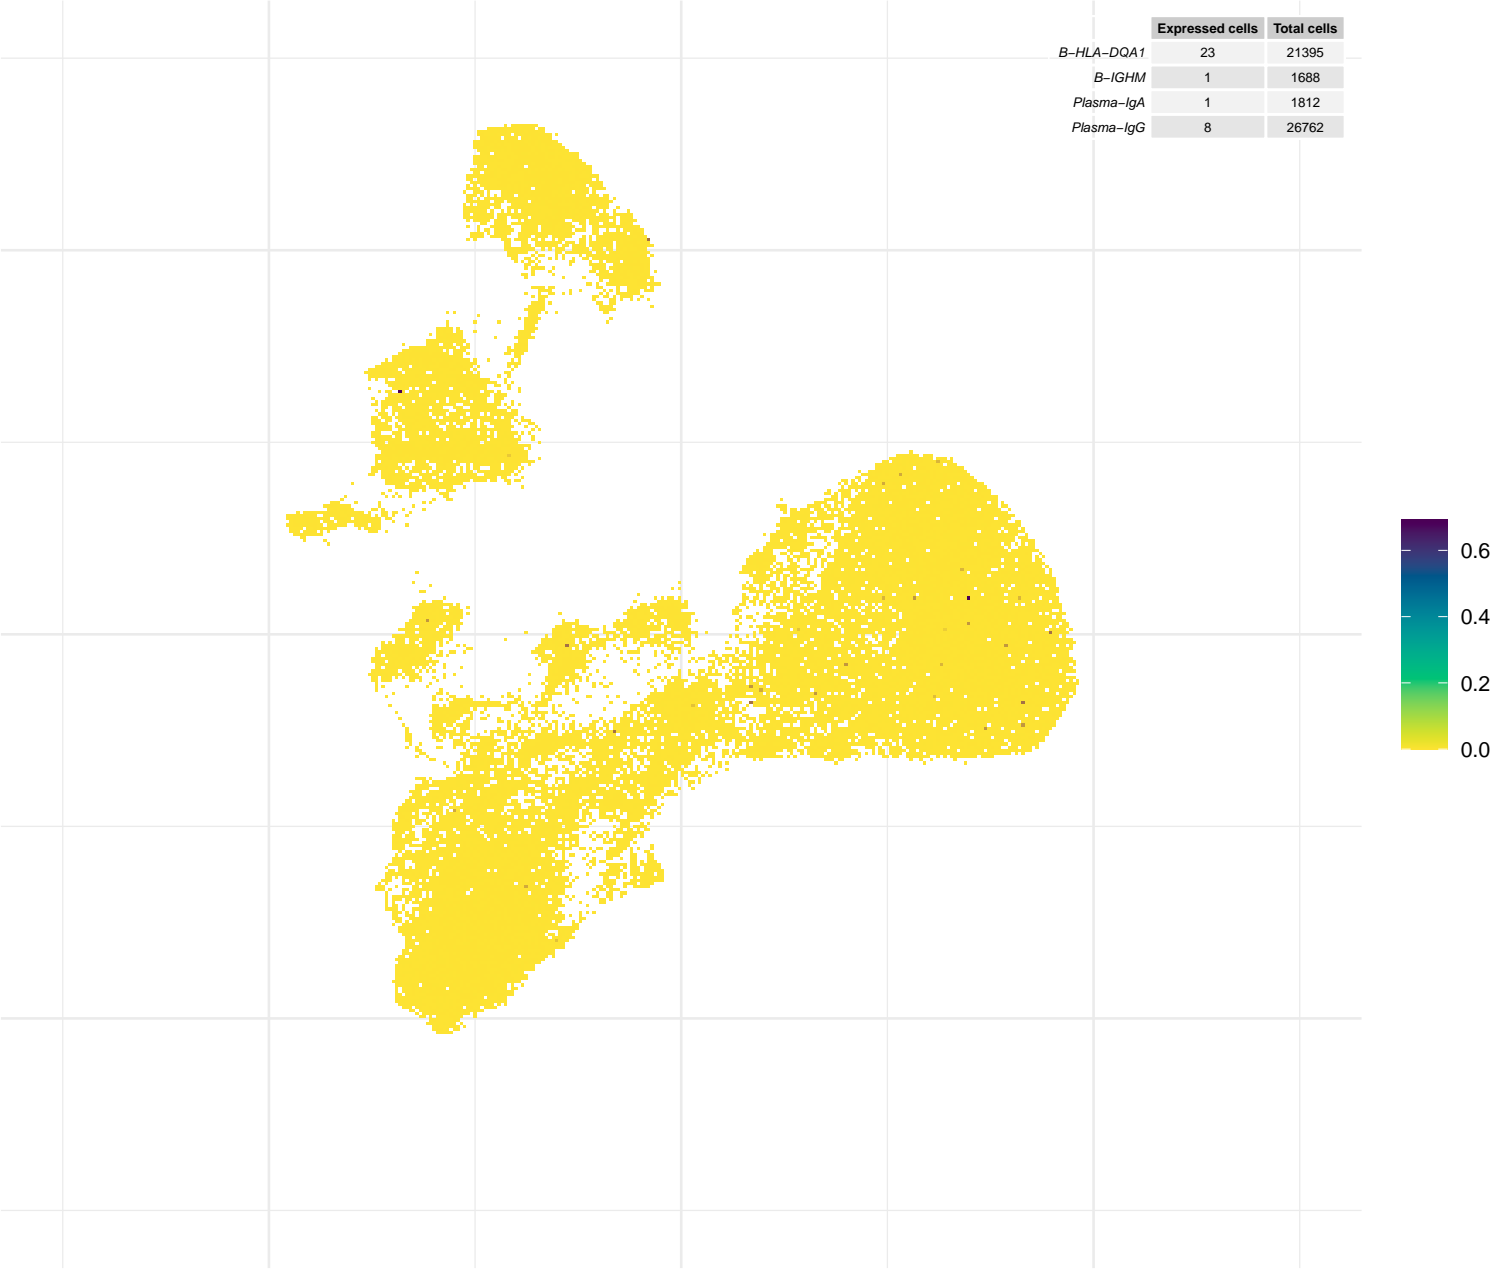 Expressed cells Total cells
B−HLA−DQA1 23 21395
B−IGHM 1 1688
Plasma−IgA 1 1812
Plasma−IgG 8 26762
0.6
0.4
0.2
0.0